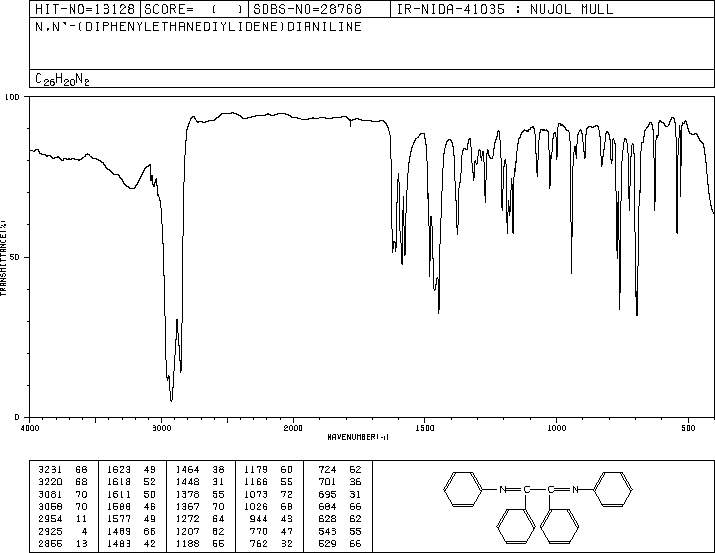 HIT-NO=13128 SCORE= ( ) SDBS-NO=28768 IR-NIDA-41035 : NUJOL MULL
N,N'-(DIPHENYLETHANEDIYLIDENE)DIANILINE
C26H20N2
100
50
0
TRANSMITTANCE(%)
4000 3000 2000 1500 1000 500
WAVENUMBER(-1)
3231 68 1623 49 1464 38 1179 60 724 62
3220 68 1618 52 1448 31 1166 55 701 36
3081 70 1611 50 1378 55 1073 72 695 31
3058 70 1588 46 1367 70 1026 68 684 66
2954 11 1577 49 1272 64 944 43 628 62
2925 4 1489 66 1207 62 770 47 543 55
2855 13 1483 42 1188 55 762 32 529 66
N C C N